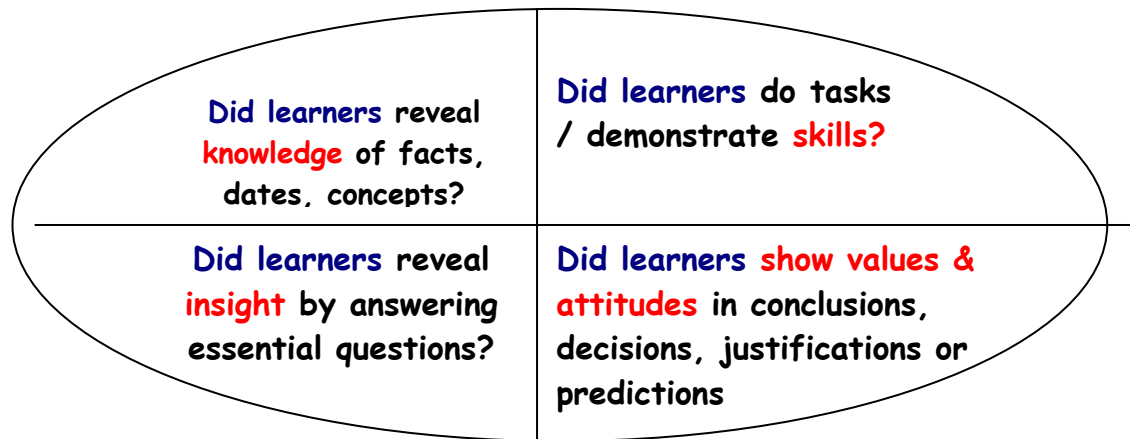 Did learners reveal
knowledge of facts,
dates, concepts?
Did learners do tasks
/ demonstrate skills?
Did learners reveal
insight by answering
essential questions?
Did learners show values &
attitudes in conclusions,
decisions, justifications or
predictions